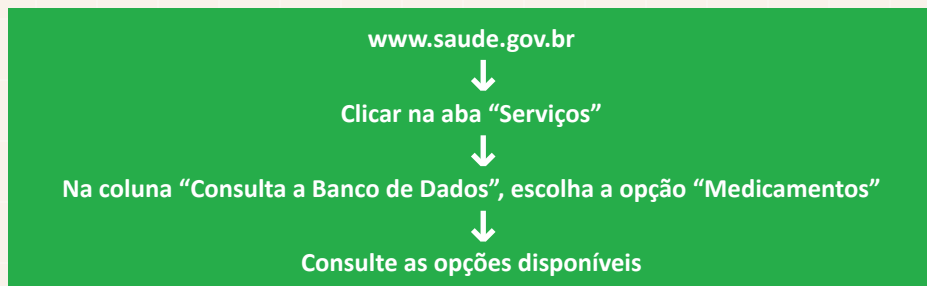 www.saude.gov.br
Clicar na aba “Serviços”
Na coluna “Consulta a Banco de Dados”, escolha a opção “Medicamentos”
Consulte as opções disponíveis